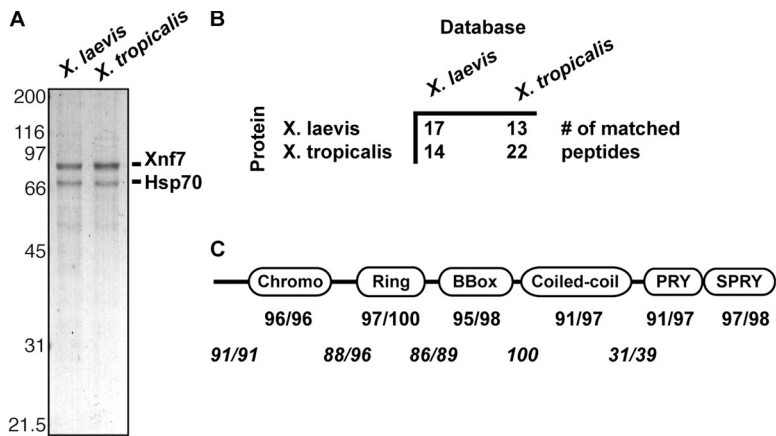 A
X. laevis
X. tropicalis
200
116
97
66
45
31
21.5
Xnf7
Hsp70
B
Database
X. laevis
X. tropicalis
Protein
X. laevis 17 13 # of matched
X. tropicalis 14 22 peptides
C
Chromo Ring BBox Coiled-coil PRY SPRY
96/96 97/100 95/98 91/97 91/97 97/98
91/91 88/96 86/89 100 31/39